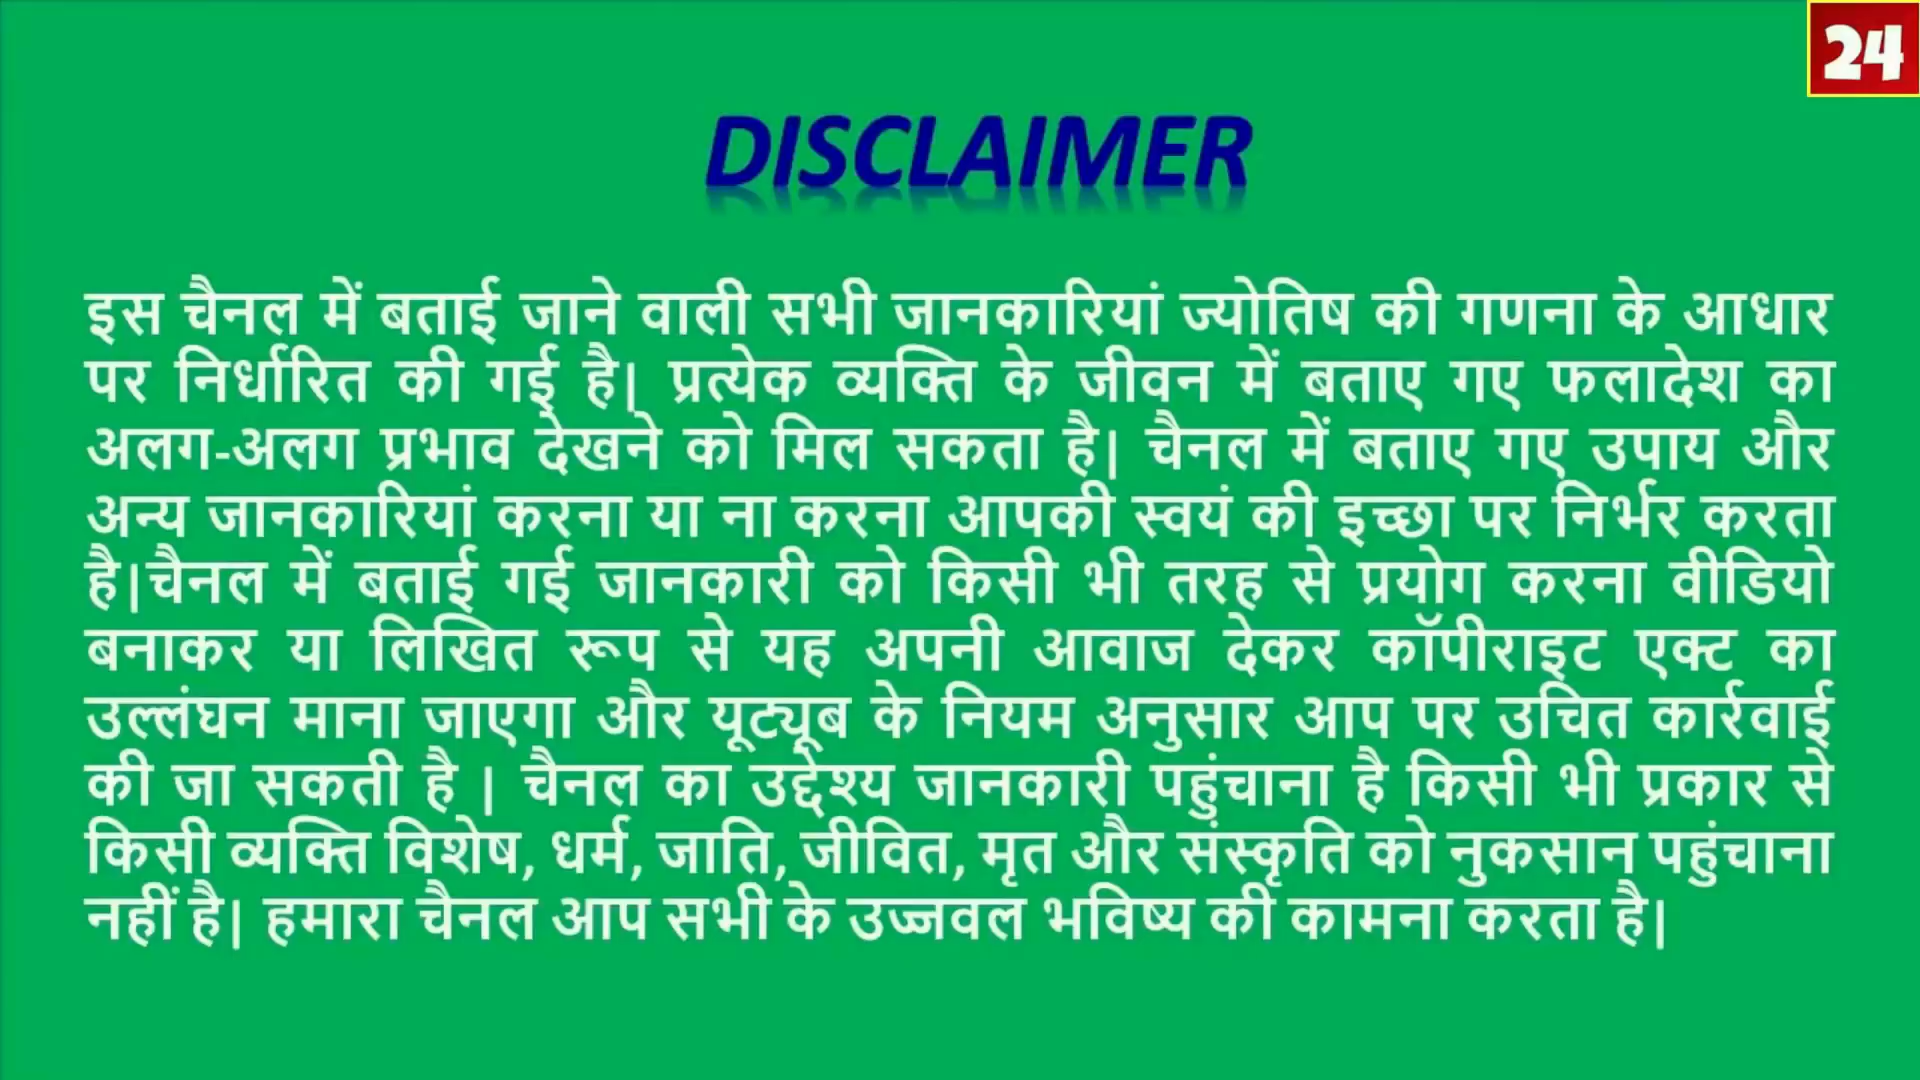 24
DISCLAIMER
इस चैनल में बताई जाने वाली सभी जानकारियां ज्योतिष की गणना के आधार
पर निर्धारित की गई है| प्रत्येक व्यक्ति के जीवन में बताए गए फलादेश का
अलग-अलग प्रभाव देखने को मिल सकता है| चैनल में बताए गए उपाय और
अन्य जानकारियां करना या ना करना आपकी स्वयं की इच्छा पर निर्भर करता
है|चैनल में बताई गई जानकारी को किसी भी तरह से प्रयोग करना वीडियो
बनाकर या लिखित रूप से यह अपनी आवाज देकर कॉपीराइट एक्ट का
उल्लंघन माना जाएगा और यूट्यूब के नियम अनुसार आप पर उचित कार्रवाई
की जा सकती है | चैनल का उद्देश्य जानकारी पहुंचाना है किसी भी प्रकार से
किसी व्यक्ति विशेष, धर्म, जाति, जीवित, मृत और संस्कृति को नुकसान पहुंचाना
नहीं है| हमारा चैनल आप सभी के उज्जवल भविष्य की कामना करता है|